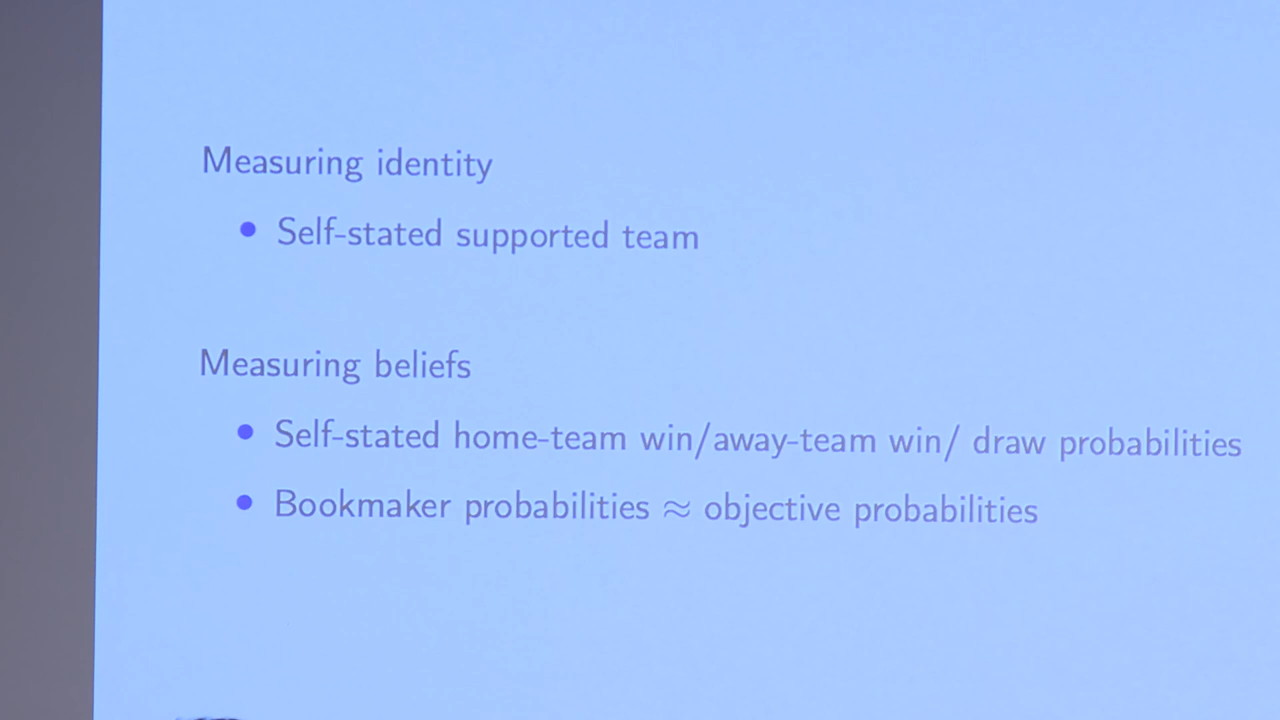 Measuring identity
• Self-stated supported team
Measuring beliefs
• Self-stated home-team win/away-team win/ draw probabilities
• Bookmaker probabilities ≈ objective probabilities